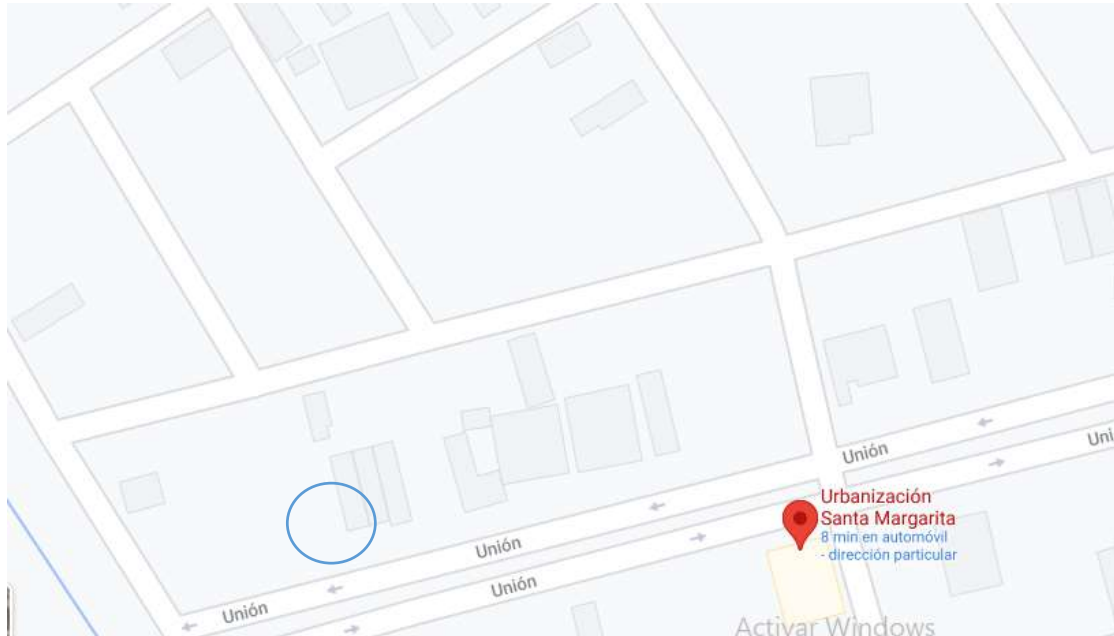 Unión
Uni
Urbanización
Santa Margarita
8 min en automóvil
- dirección particular
Unión
Unión
Unión
Activar Windows